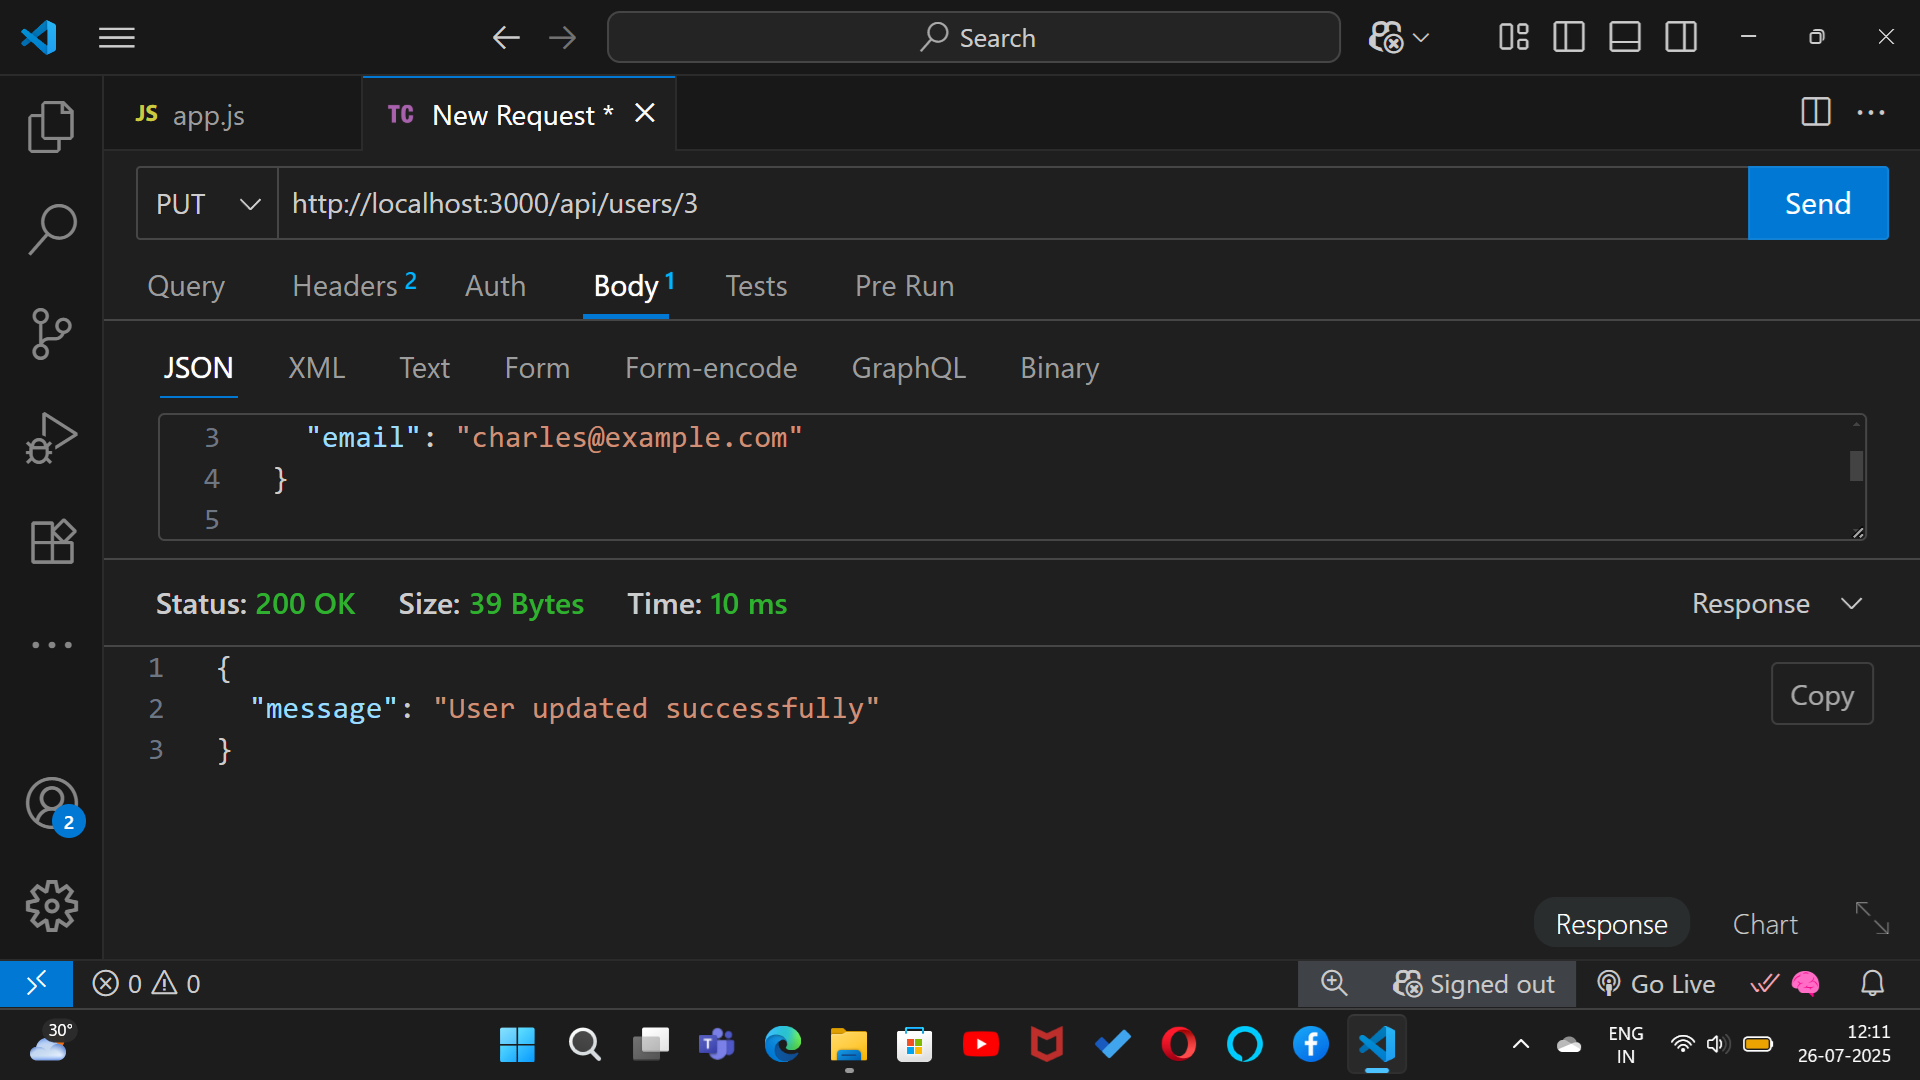 Search
JS app.js
TC New Request *
PUT http://localhost:3000/api/users/3 Send
Query Headers 2 Auth Body 1 Tests Pre Run
JSON XML Text Form Form-encode GraphQL Binary
3 "email": "charles@example.com"
4 }
5
Status: 200 OK Size: 39 Bytes Time: 10 ms Response
1 {
2 "message": "User updated successfully"
3 }
Copy
2
Response Chart
0 0 Signed out Go Live
30°
ENG
IN
12:11
26-07-2025